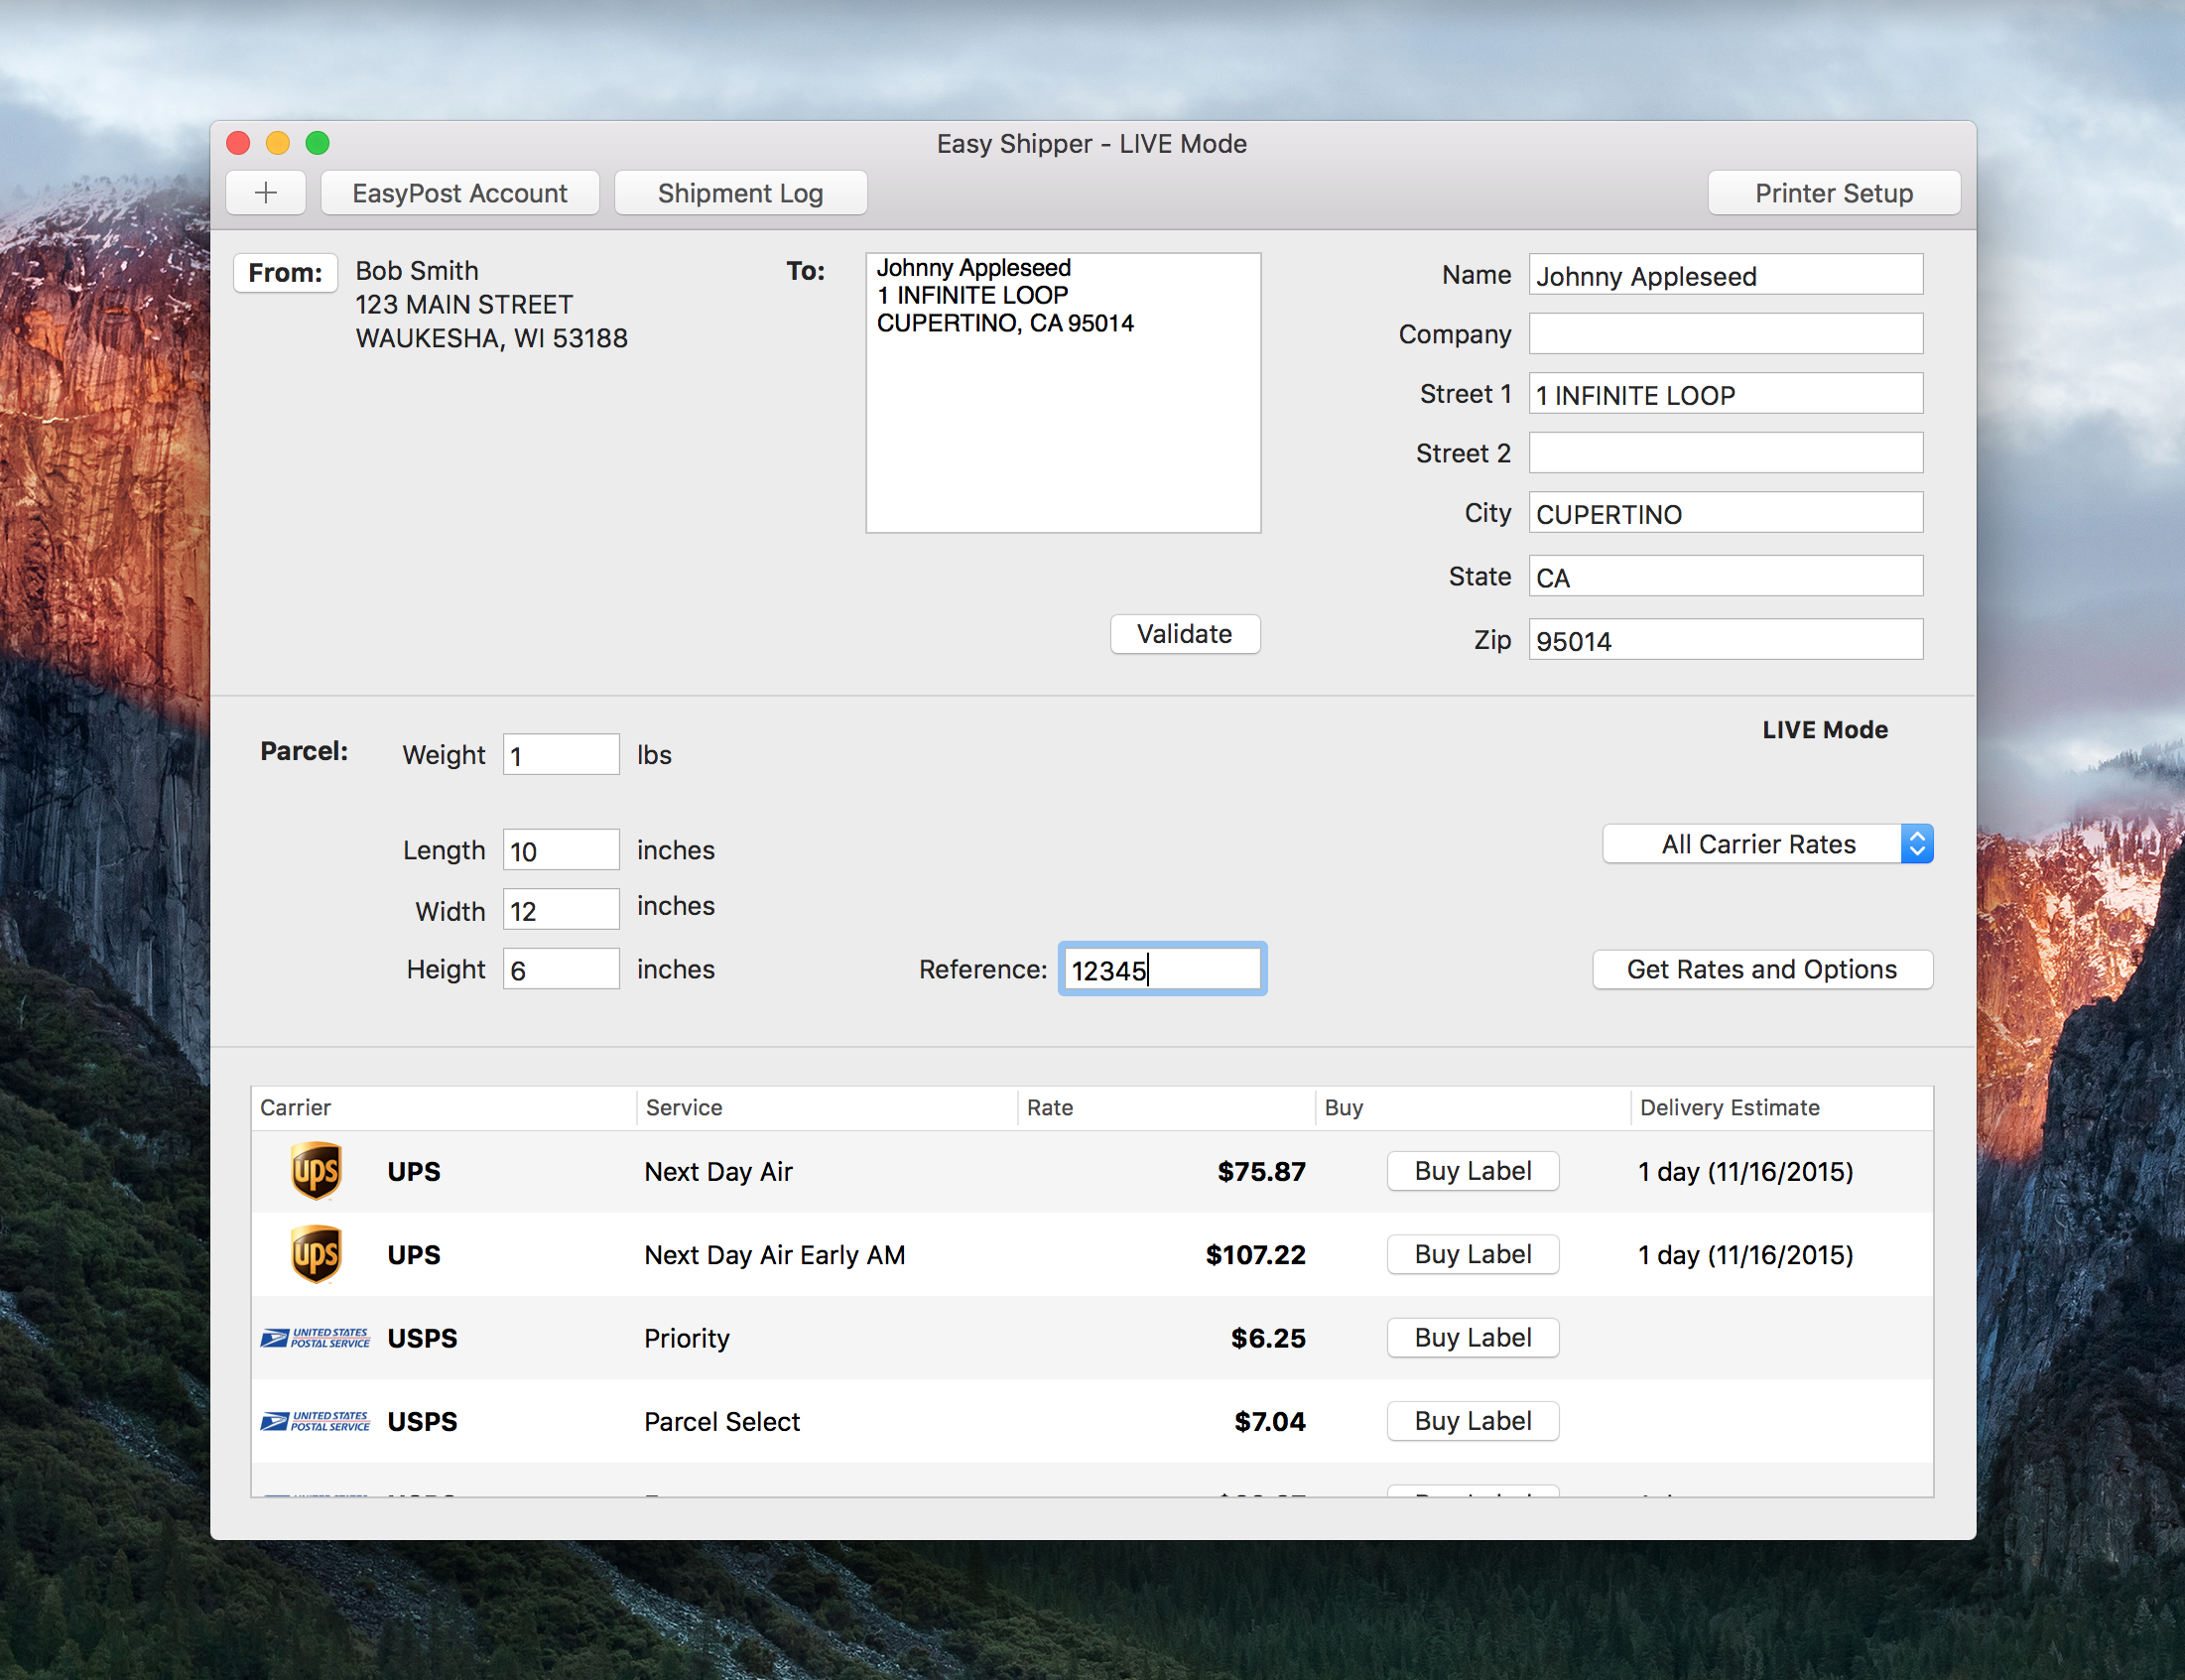 Easy Shipper - LIVE Mode
+ EasyPost Account Shipment Log Printer Setup
From: Bob Smith
123 MAIN STREET
WAUKESHA, WI 53188
To: Johnny Appleseed
1 INFINITE LOOP
CUPERTINO, CA 95014
Validate
Name Johnny Appleseed
Company
Street 1 1 INFINITE LOOP
Street 2
City CUPERTINO
State CA
Zip 95014
LIVE Mode
Parcel: Weight 1 lbs
Length 10 inches
Width 12 inches
Height 6 inches
Reference: 12345
All Carrier Rates
Get Rates and Options
Carrier Service Rate Buy Delivery Estimate
ups UPS Next Day Air $75.87 Buy Label 1 day (11/16/2015)
ups UPS Next Day Air Early AM $107.22 Buy Label 1 day (11/16/2015)
UNITED STATES
POSTAL SERVICE USPS Priority $6.25 Buy Label
UNITED STATES
POSTAL SERVICE USPS Parcel Select $7.04 Buy Label